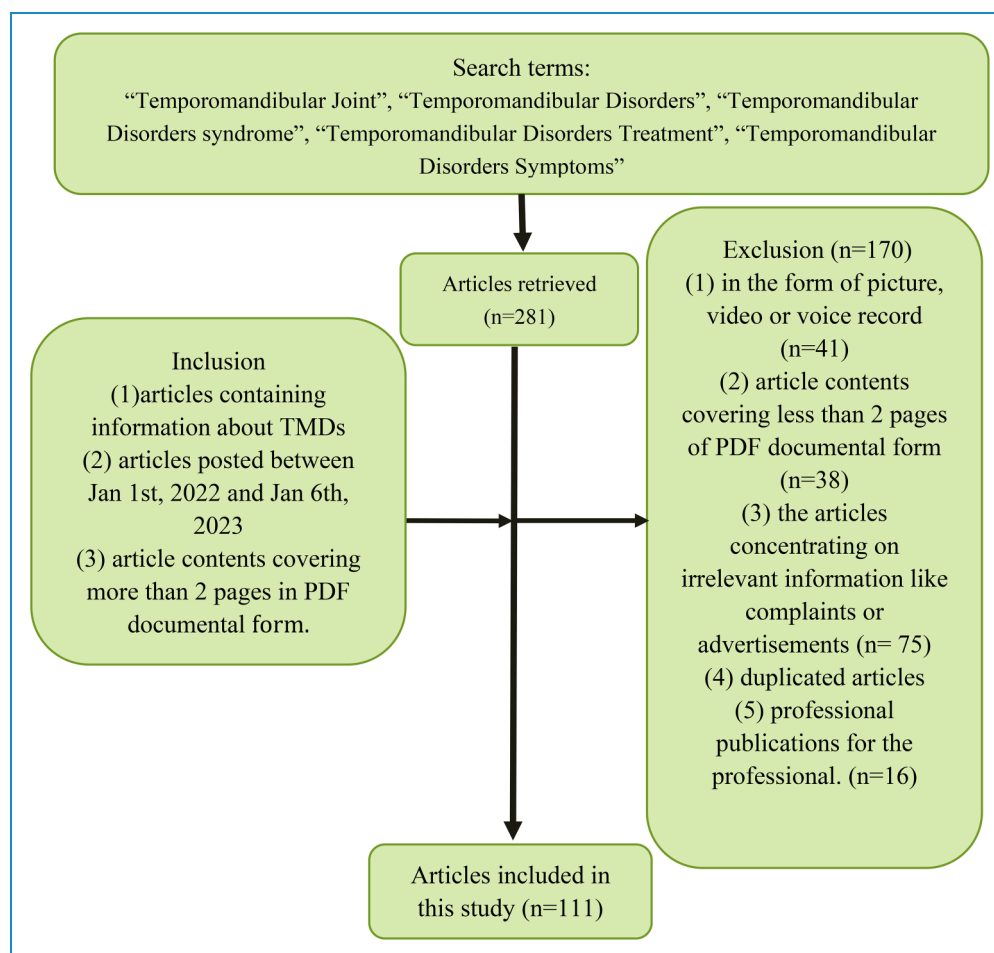 Search terms:
“Temporomandibular Joint”, “Temporomandibular Disorders”, “Temporomandibular
Disorders syndrome”, “Temporomandibular Disorders Treatment”, “Temporomandibular
Disorders Symptoms”
Articles retrieved
(n=281)
Inclusion
(1)articles containing
information about TMDs
(2) articles posted between
Jan 1st, 2022 and Jan 6th,
2023
(3) article contents covering
more than 2 pages in PDF
documental form.
Exclusion (n=170)
(1) in the form of picture,
video or voice record
(n=41)
(2) article contents
covering less than 2 pages
of PDF documental form
(n=38)
(3) the articles
concentrating on
irrelevant information like
complaints or
advertisements (n= 75)
(4) duplicated articles
(5) professional
publications for the
professional. (n=16)
Articles included in
this study (n=111)